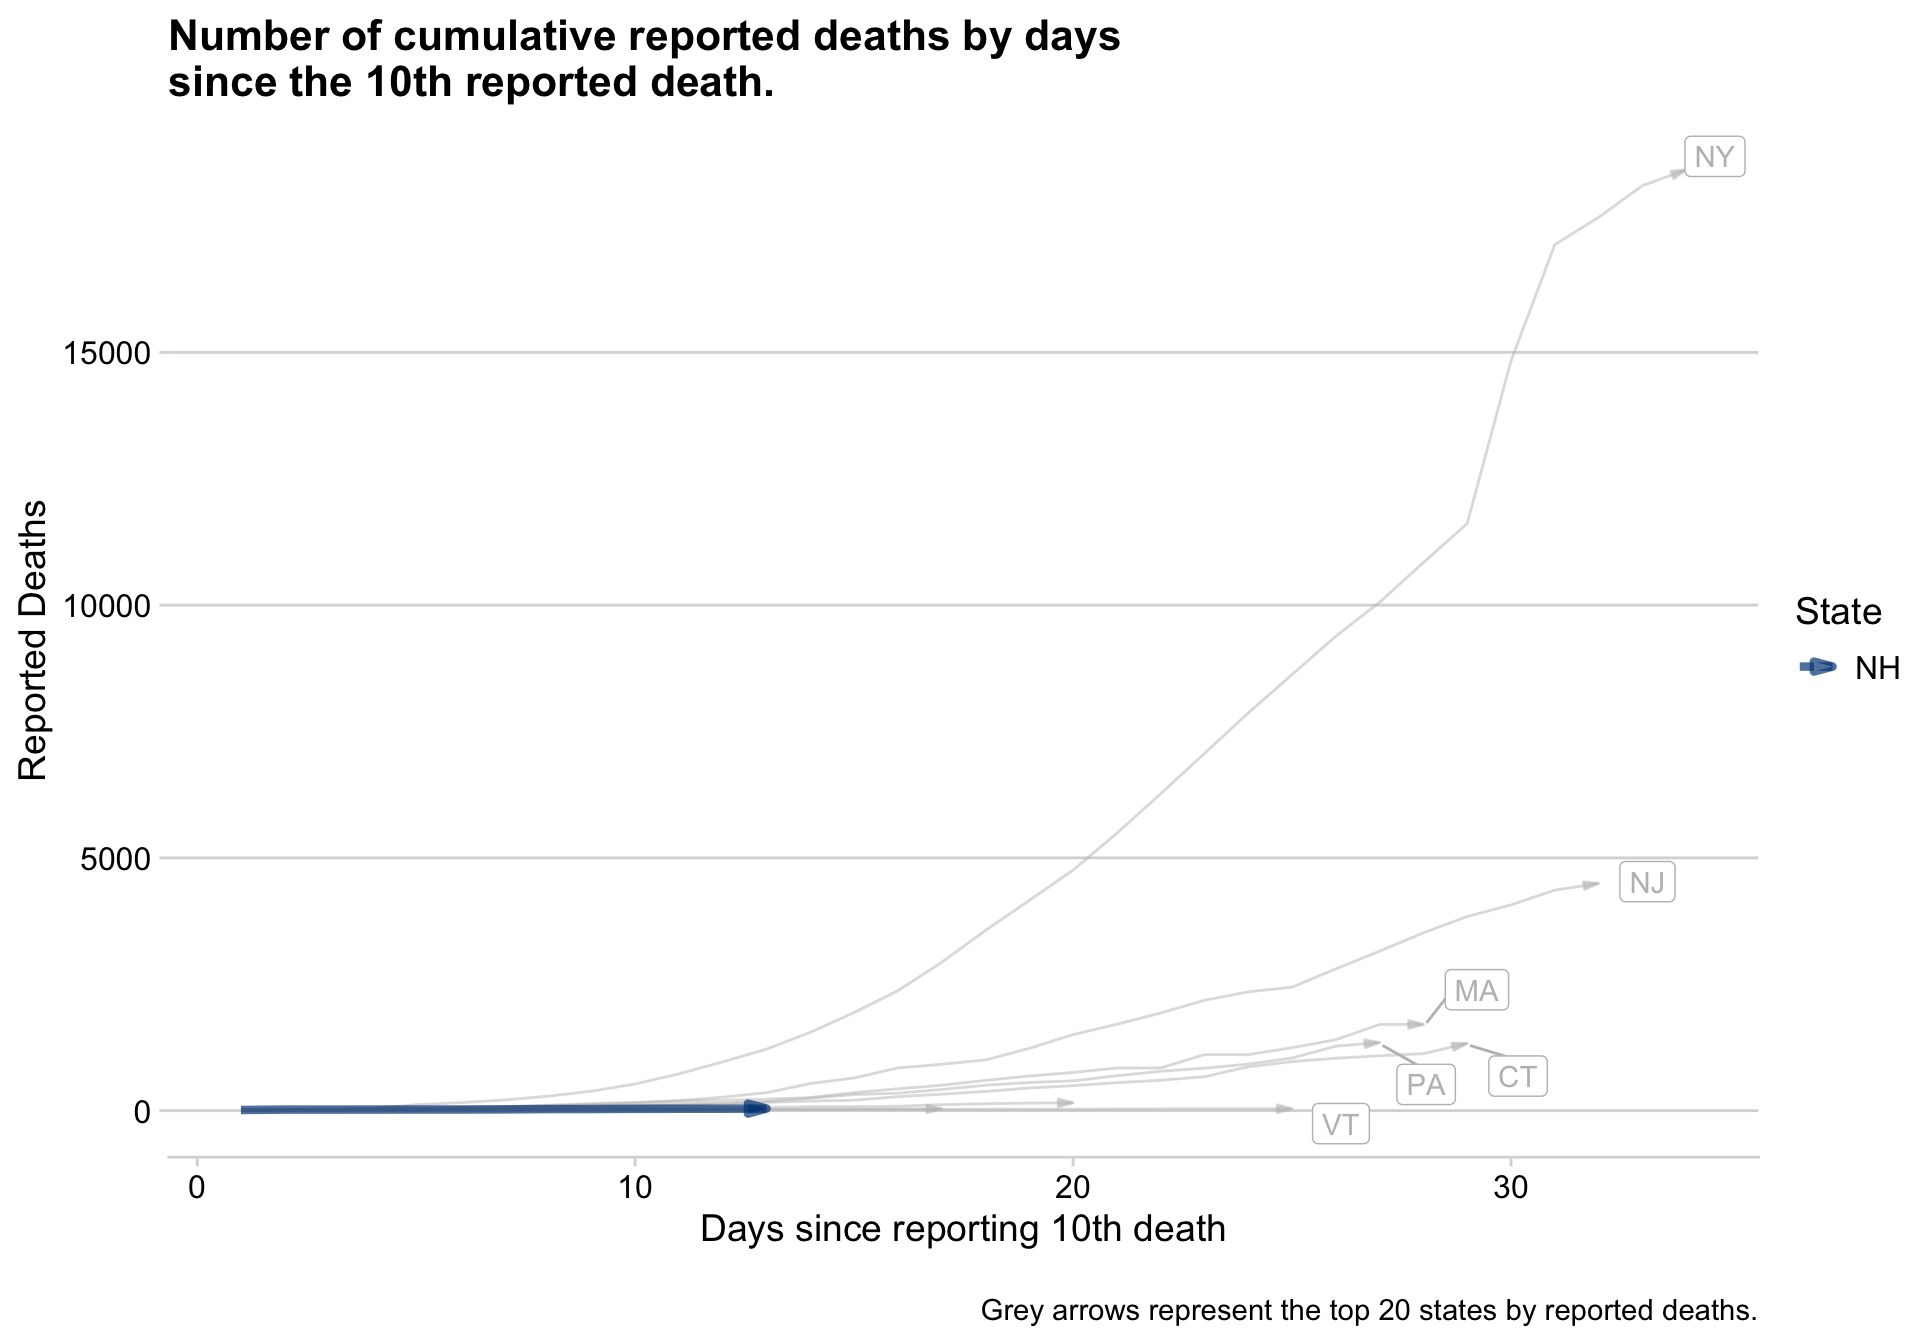 Number of cumulative reported deaths by days
since the 10th reported death.
NY
15000
10000
5000
0
Reported Deaths
NJ
MA
PA
CT
VT
State
NH
0
10
20
30
Days since reporting 10th death
Grey arrows represent the top 20 states by reported deaths.